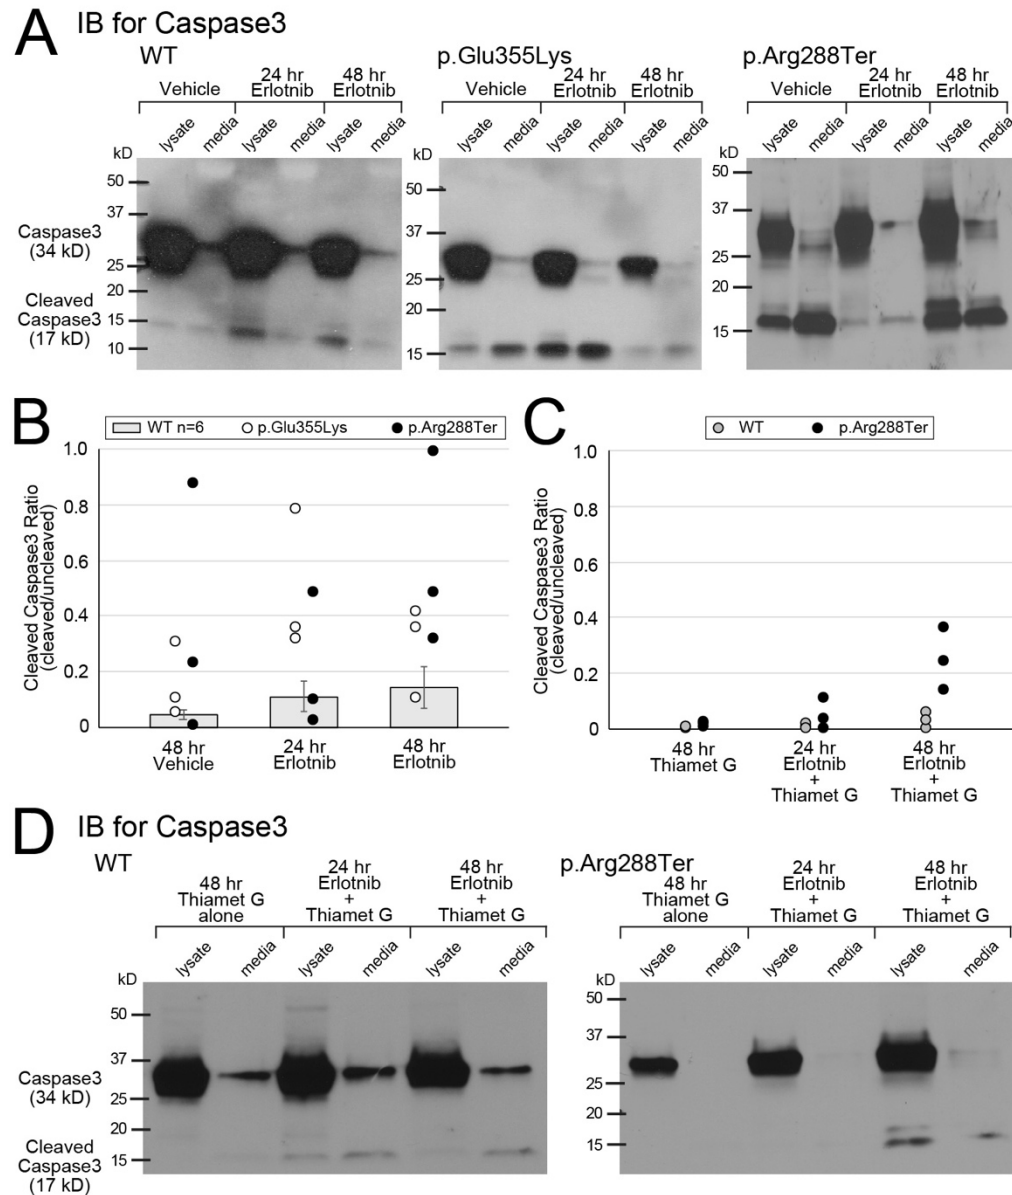 A IB for Caspase3
WT
p.Glu355Lys
p.Arg288Ter
Vehicle
24 hr
Erlotnib
48 hr
Erlotnib
Vehicle
24 hr
Erlotnib
48 hr
Erlotnib
Vehicle
24 hr
Erlotnib
48 hr
Erlotnib
lysate media lysate media lysate media
lysate media lysate media lysate media
lysate media lysate media lysate media
kD
50
37
Caspase3
(34 kD)
25
20
Cleaved
Caspase3
(17 kD)
15
10
kD
50
37
25
20
15
kD
50
37
25
20
15
B
WT n=6 p.Glu355Lys p.Arg288Ter
Cleaved Caspase3 Ratio
(cleaved/uncleaved)
1.0
0.8
0.6
0.4
0.2
0
48 hr
Vehicle
24 hr
Erlotnib
48 hr
Erlotnib
C
WT p.Arg288Ter
Cleaved Caspase3 Ratio
(cleaved/uncleaved)
1.0
0.8
0.6
0.4
0.2
0
48 hr
Thiamet G
24 hr
Erlotnib
+
Thiamet G
48 hr
Erlotnib
+
Thiamet G
D IB for Caspase3
WT
48 hr
Thiamet G
alone
24 hr
Erlotnib
+
Thiamet G
48 hr
Erlotnib
+
Thiamet G
p.Arg288Ter
48 hr
Thiamet G
alone
24 hr
Erlotnib
+
Thiamet G
48 hr
Erlotnib
+
Thiamet G
lysate media lysate media lysate media
lysate media lysate media lysate media
kD
50
37
Caspase3
(34 kD)
25
20
Cleaved
Caspase3
(17 kD)
15
kD
50
37
25
20
15